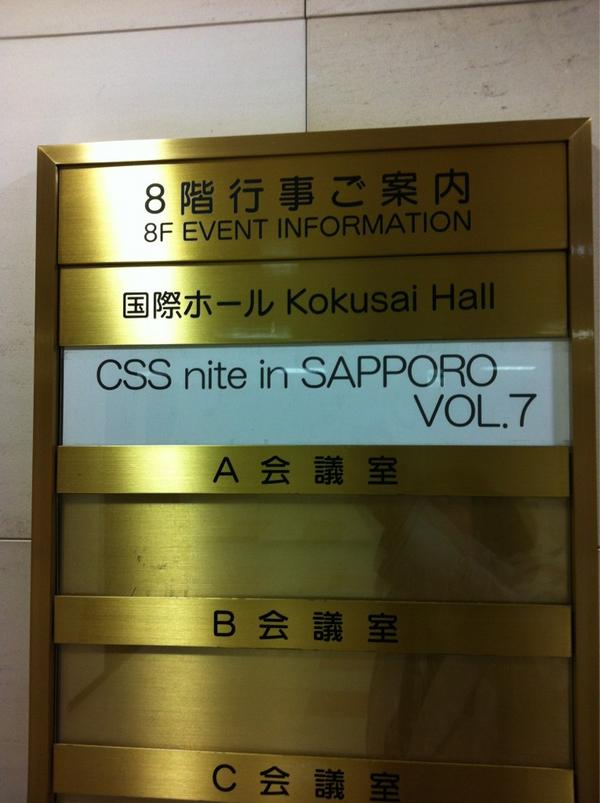 8階行事ご案内
8F EVENT INFORMATION
国際ホール Kokusai Hall
CSS nite in SAPPORO
VOL.7
A 会議室
B 会議室
C 会議室